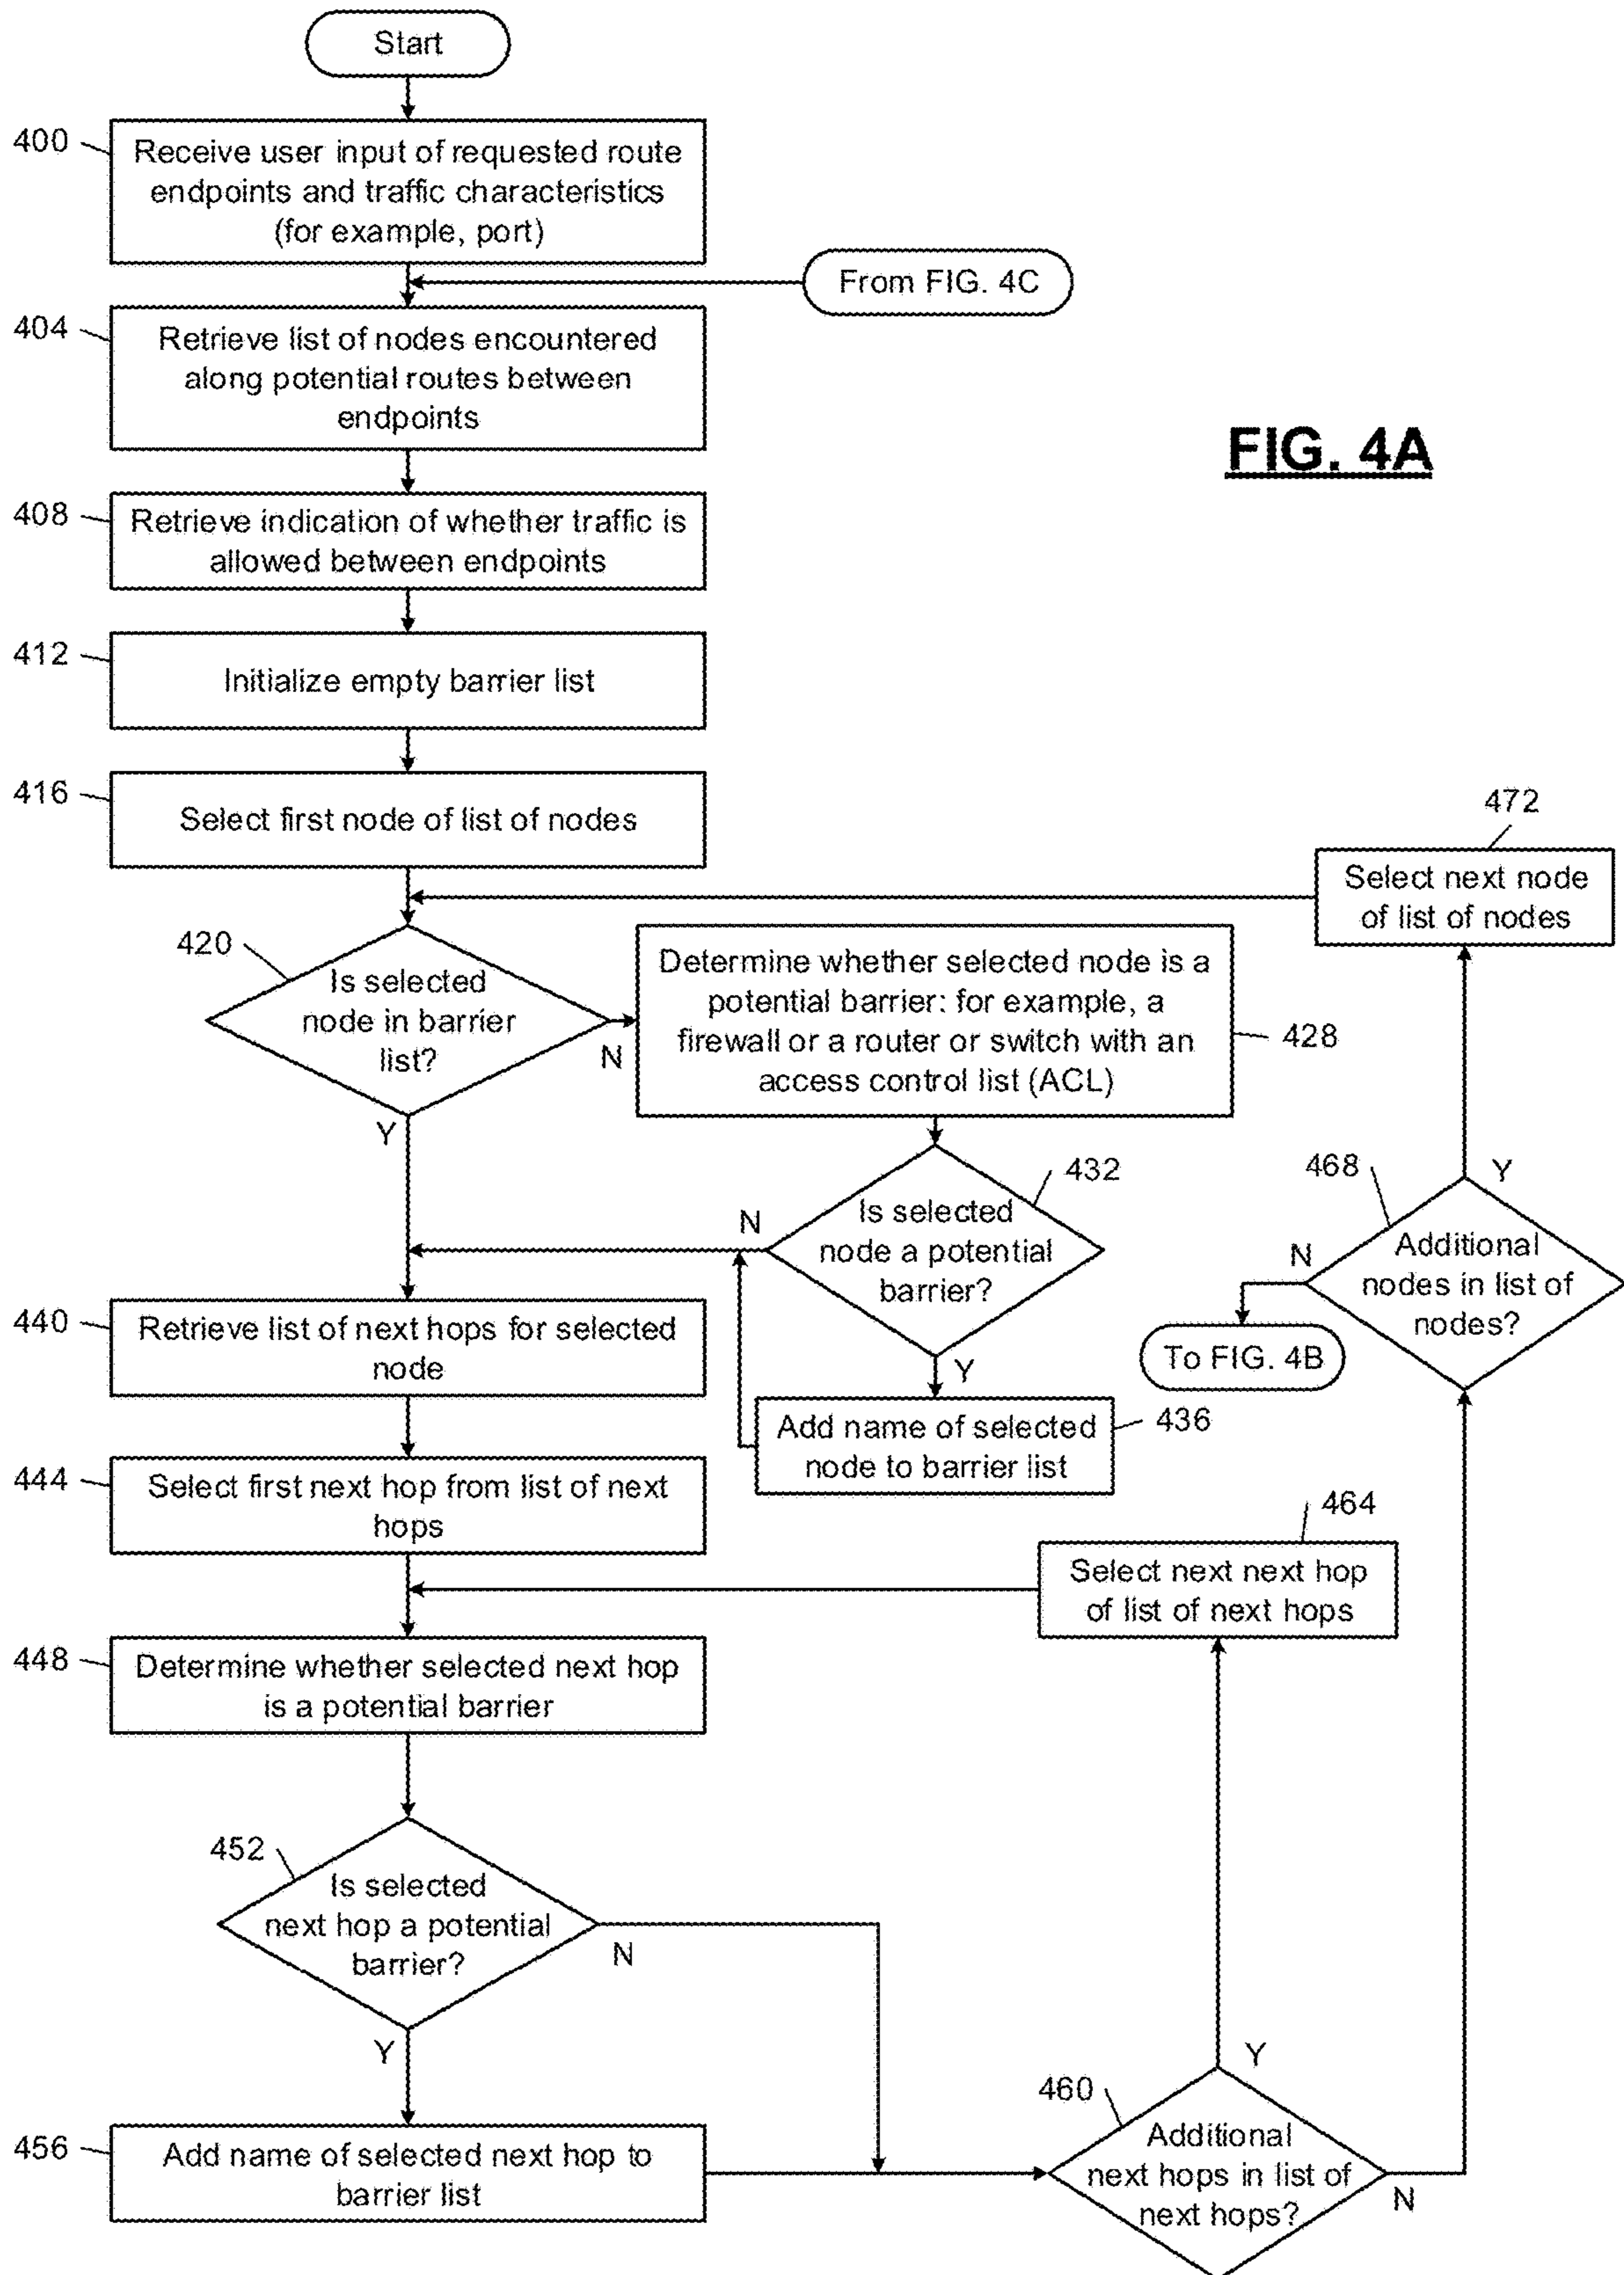 Start
400
Receive user input of requested route
endpoints and traffic characteristics
(for example, port)
From FIG. 4C
404
Retrieve list of nodes encountered
along potential routes between
endpoints
FIG. 4A
408
Retrieve indication of whether traffic is
allowed between endpoints
412
Initialize empty barrier list
416
Select first node of list of nodes
472
Select next node
of list of nodes
420
Is selected
node in barrier
list?
N
Y
Determine whether selected node is a
potential barrier: for example, a
firewall or a router or switch with an
access control list (ACL)
428
432
Is selected
node a potential
barrier?
N
Y
468
Additional
nodes in list of
nodes?
Y
N
To FIG. 4B
436
Add name of selected
node to barrier list
440
Retrieve list of next hops for selected
node
444
Select first next hop from list of next
hops
464
Select next next hop
of list of next hops
448
Determine whether selected next hop
is a potential barrier
452
Is selected
next hop a potential
barrier?
N
Y
456
Add name of selected next hop to
barrier list
460
Additional
next hops in list of
next hops?
Y
N